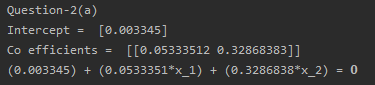 Question-2(a)
Intercept =  [0.003345]
Co efficients =  [[0.05333512 0.32868383]]
(0.003345) + (0.0533351*x_1) + (0.3286838*x_2) = 0